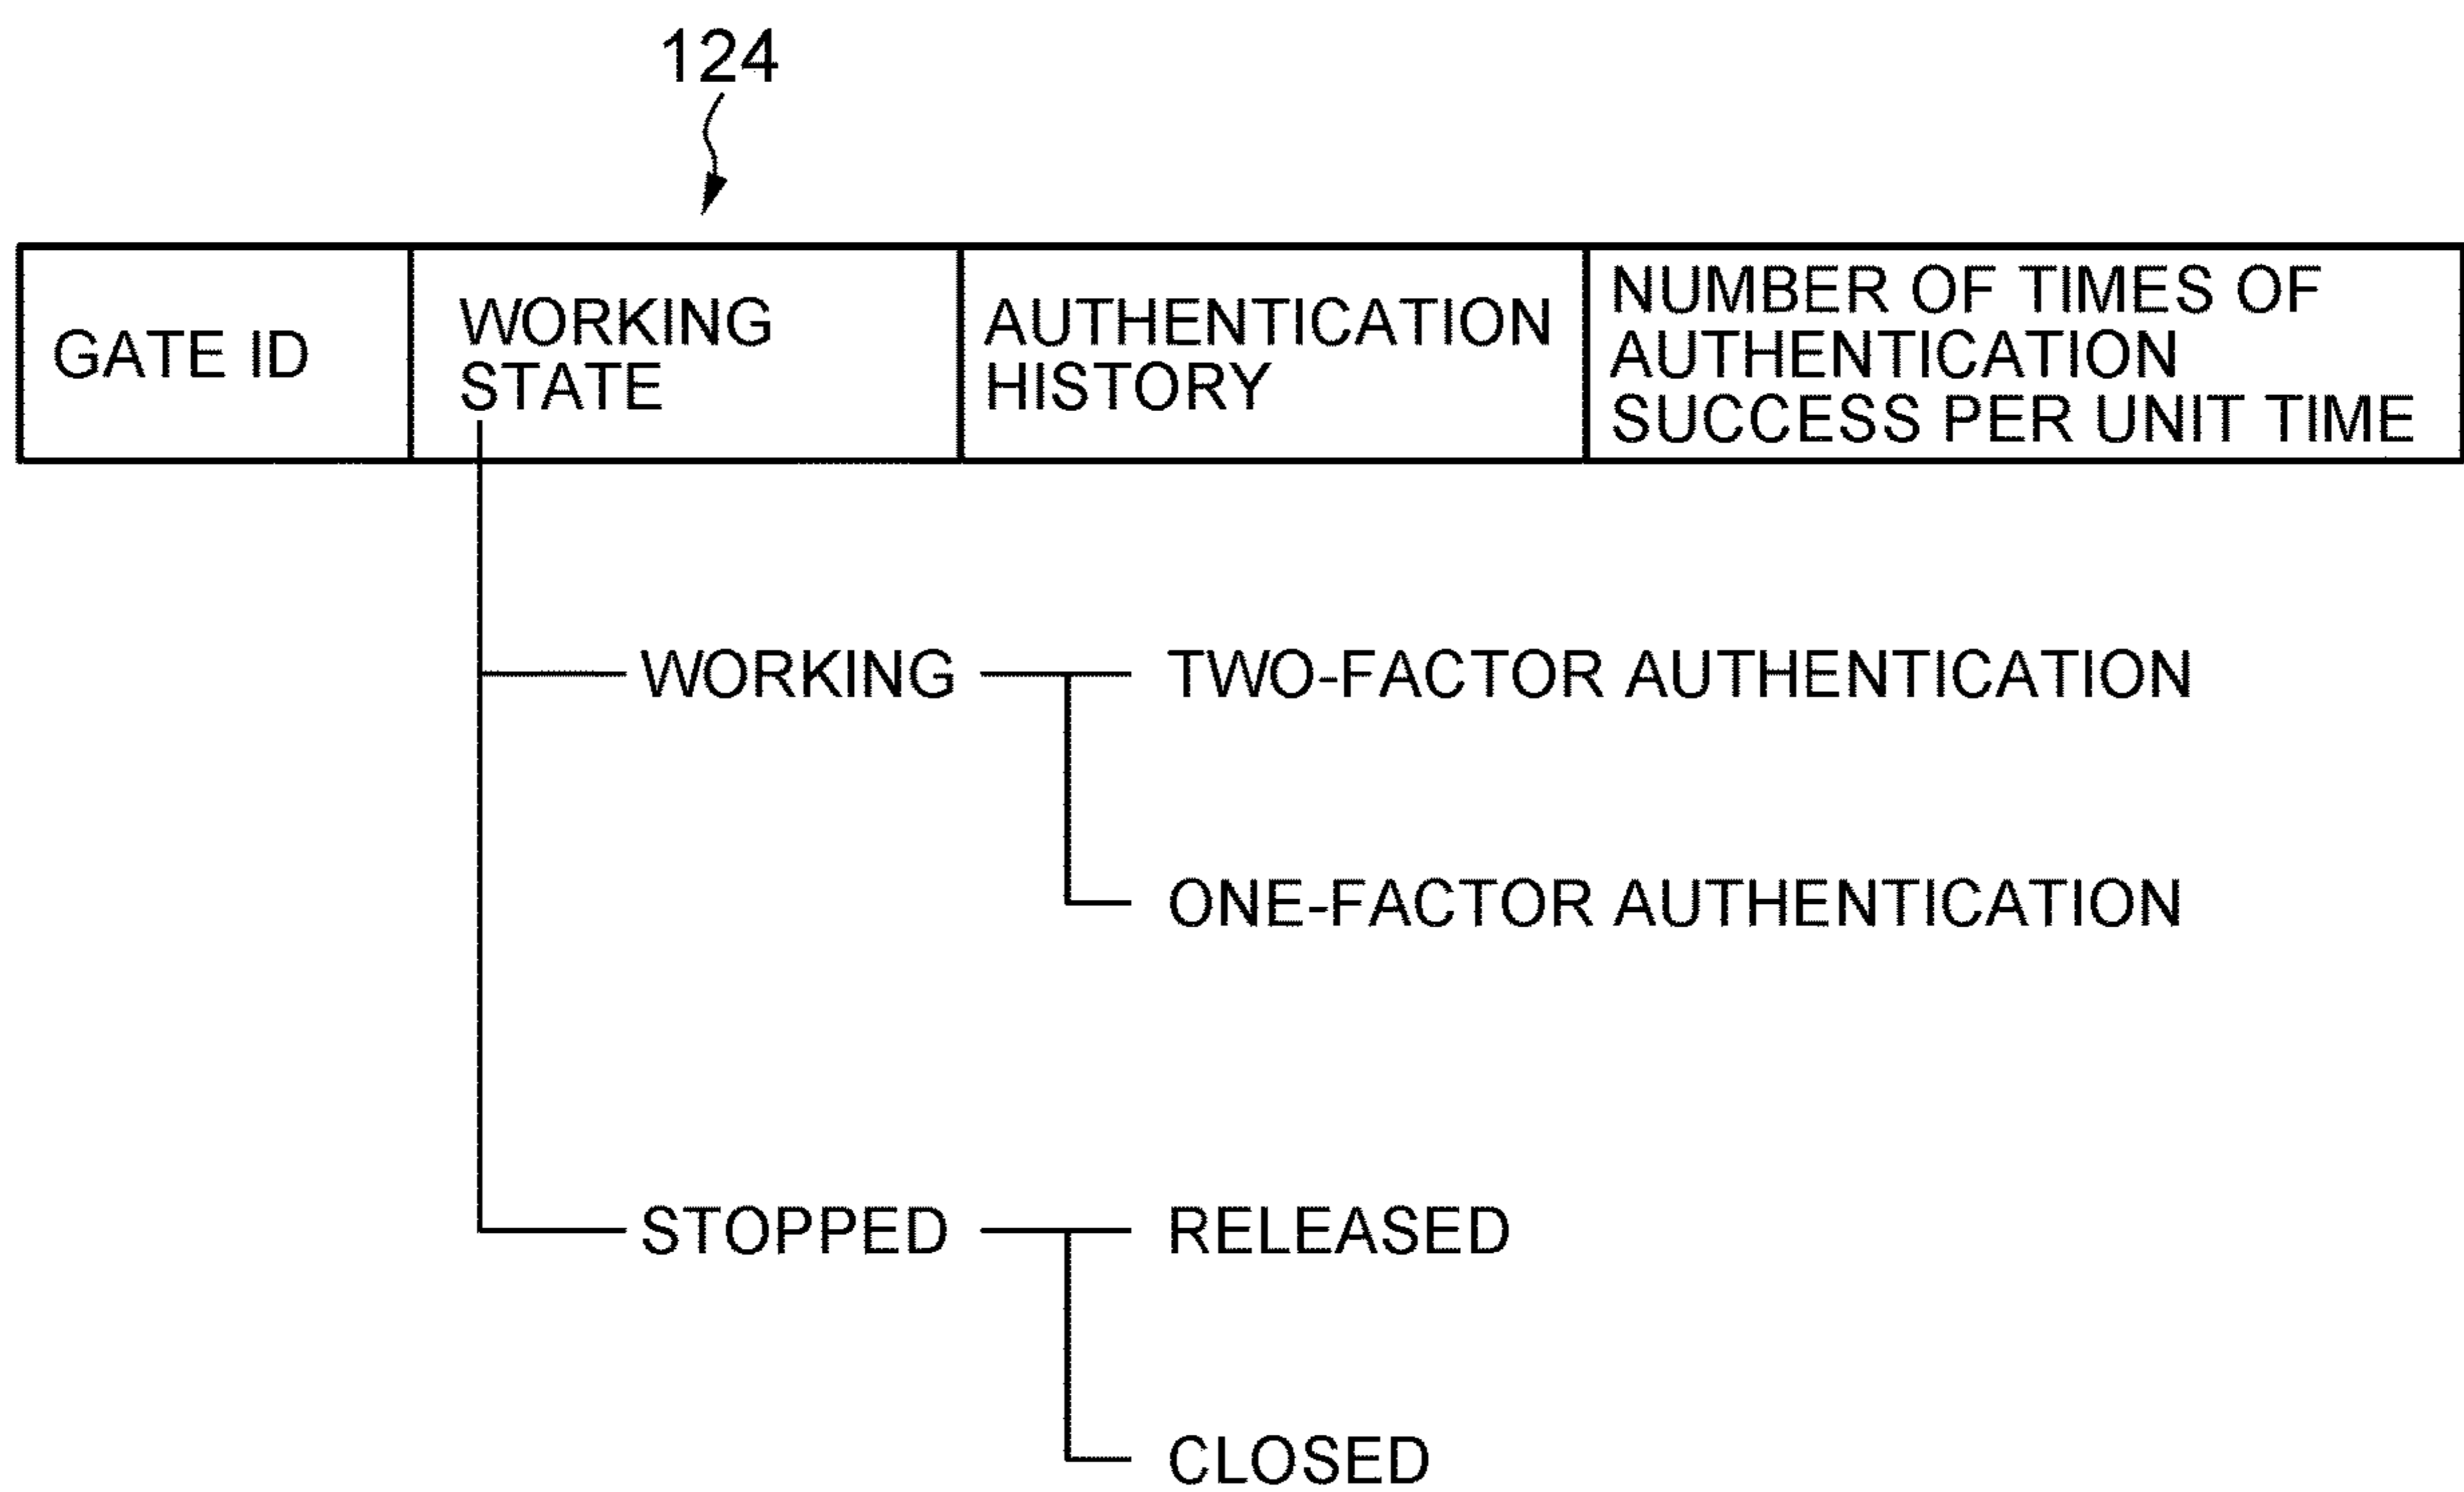 124
GATE ID
WORKING
STATE
AUTHENTICATION
HISTORY
NUMBER OF TIMES OF
AUTHENTICATION
SUCCESS PER UNIT TIME
WORKING
TWO-FACTOR AUTHENTICATION
ONE-FACTOR AUTHENTICATION
STOPPED
RELEASED
CLOSED